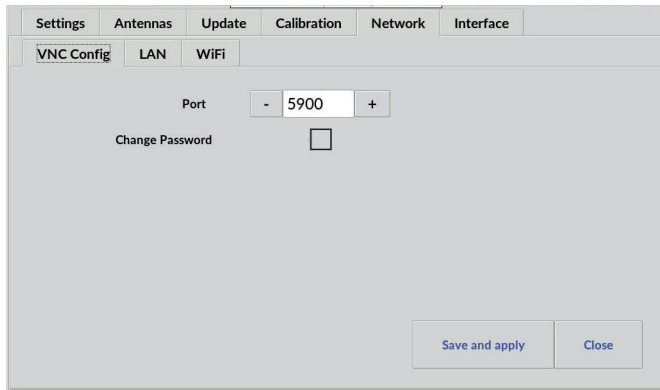 Settings Antennas Update Calibration Network Interface
VNC Config LAN WiFi
Port - 5900 +
Change Password
Save and apply Close